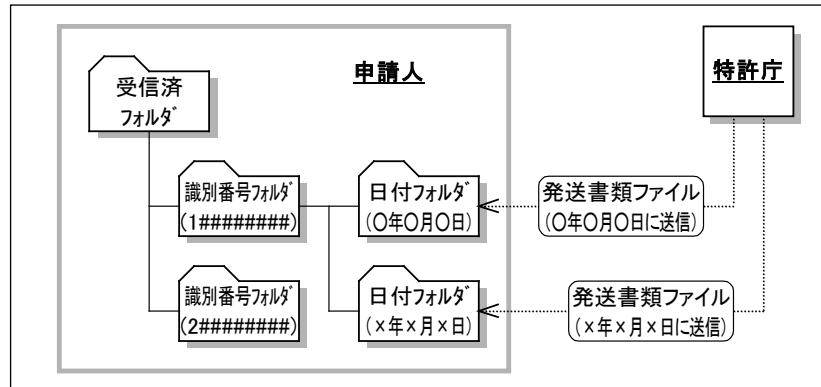 申請人
特許庁
受信済
フォルダ
識別番号フォルダ
(1########)
日付フォルダ
(○年○月○日)
発送書類ファイル
(○年○月○日に送信)
識別番号フォルダ
(2########)
日付フォルダ
(×年×月×日)
発送書類ファイル
(×年×月×日に送信)